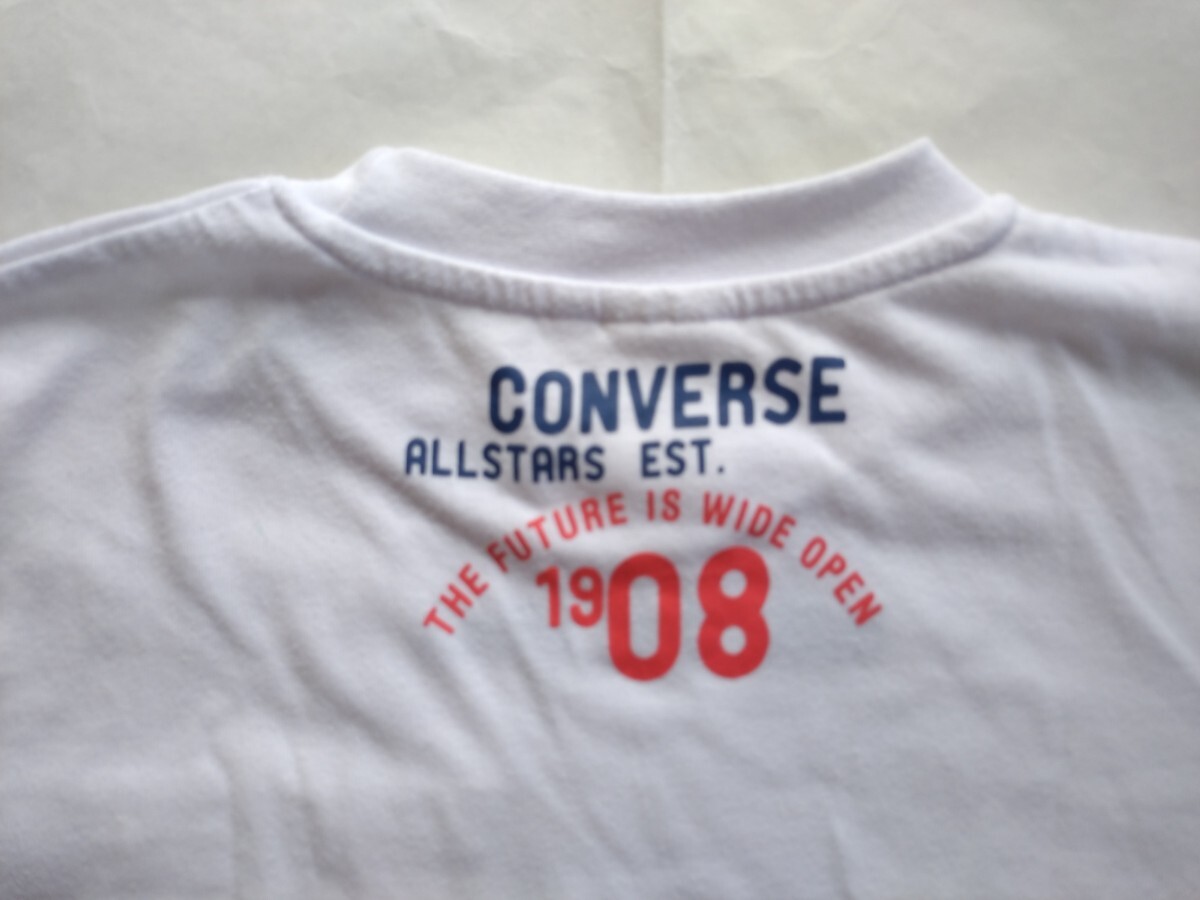 CONVERSE
ALLSTARS EST.
THE FUTURE IS WIDE OPEN
1908